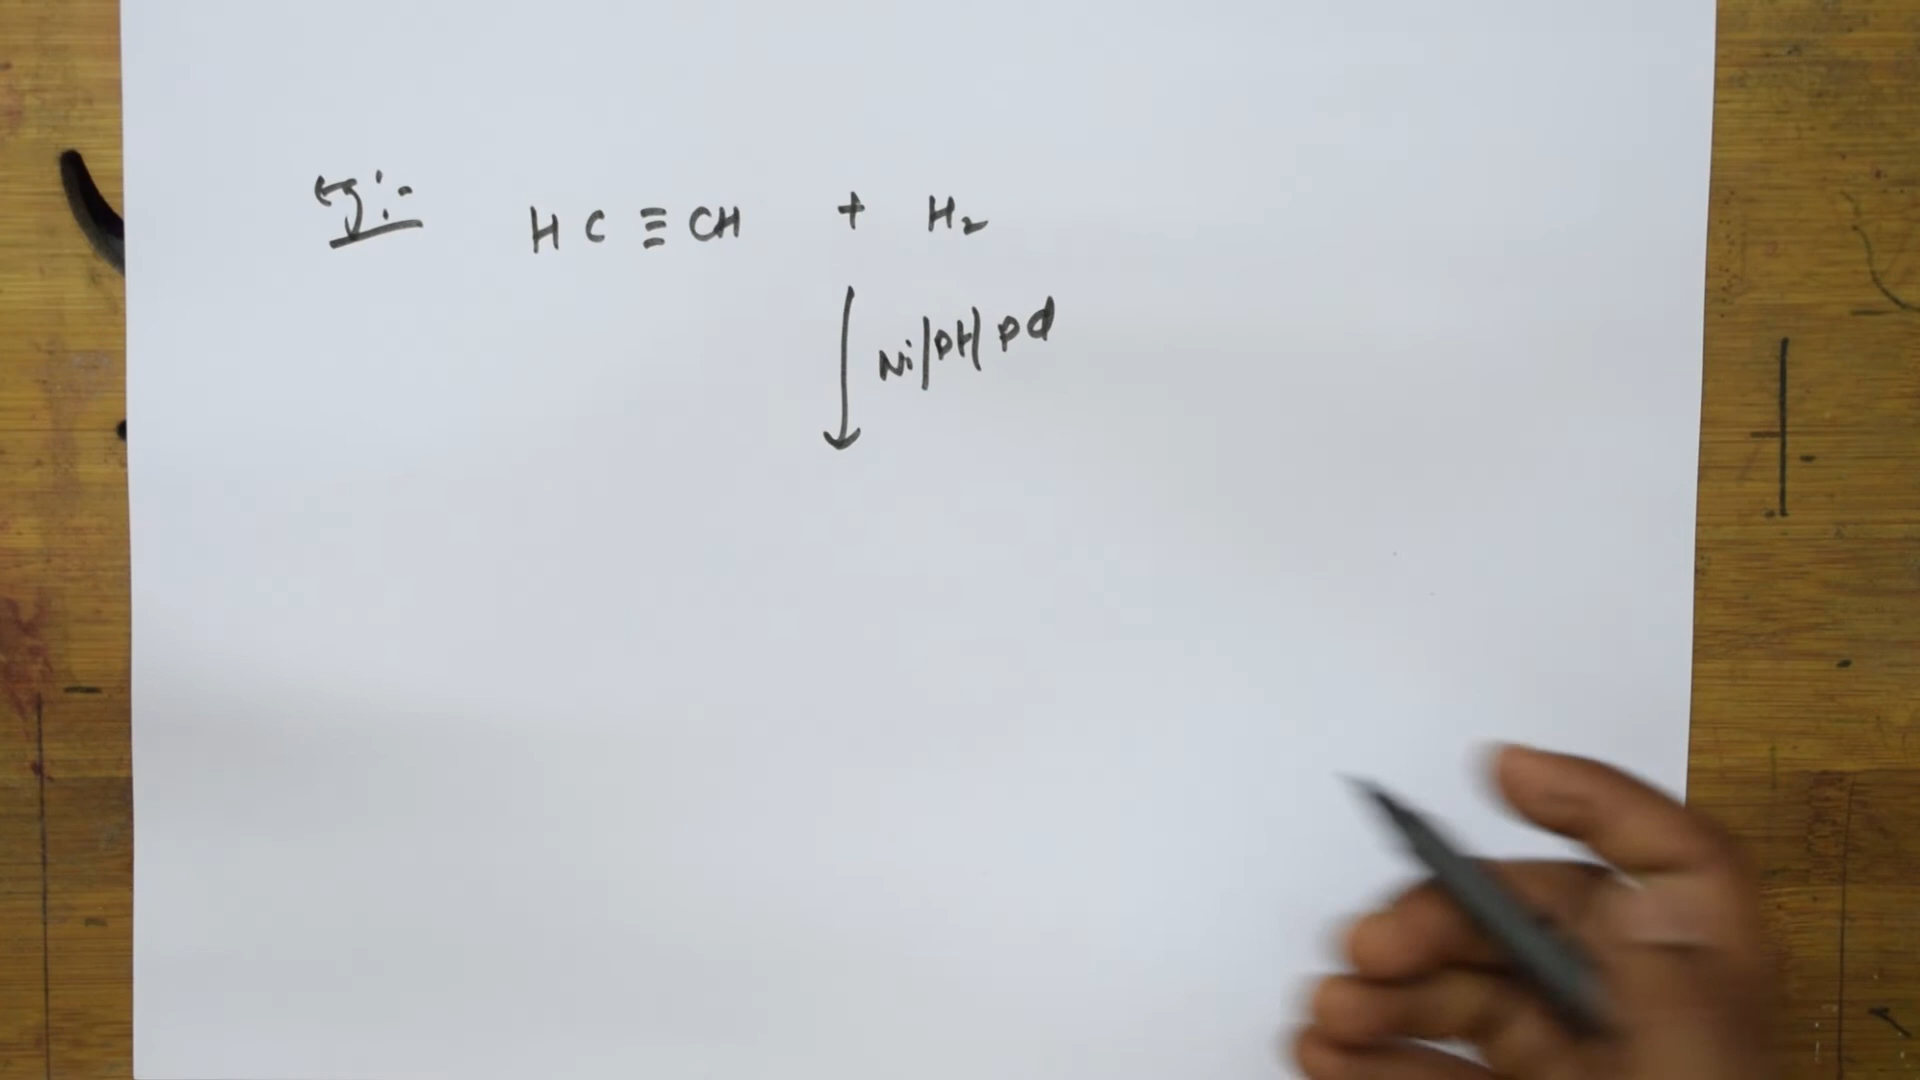 Eg:-
HC≡CH + H₂
Ni/Pt/Pd